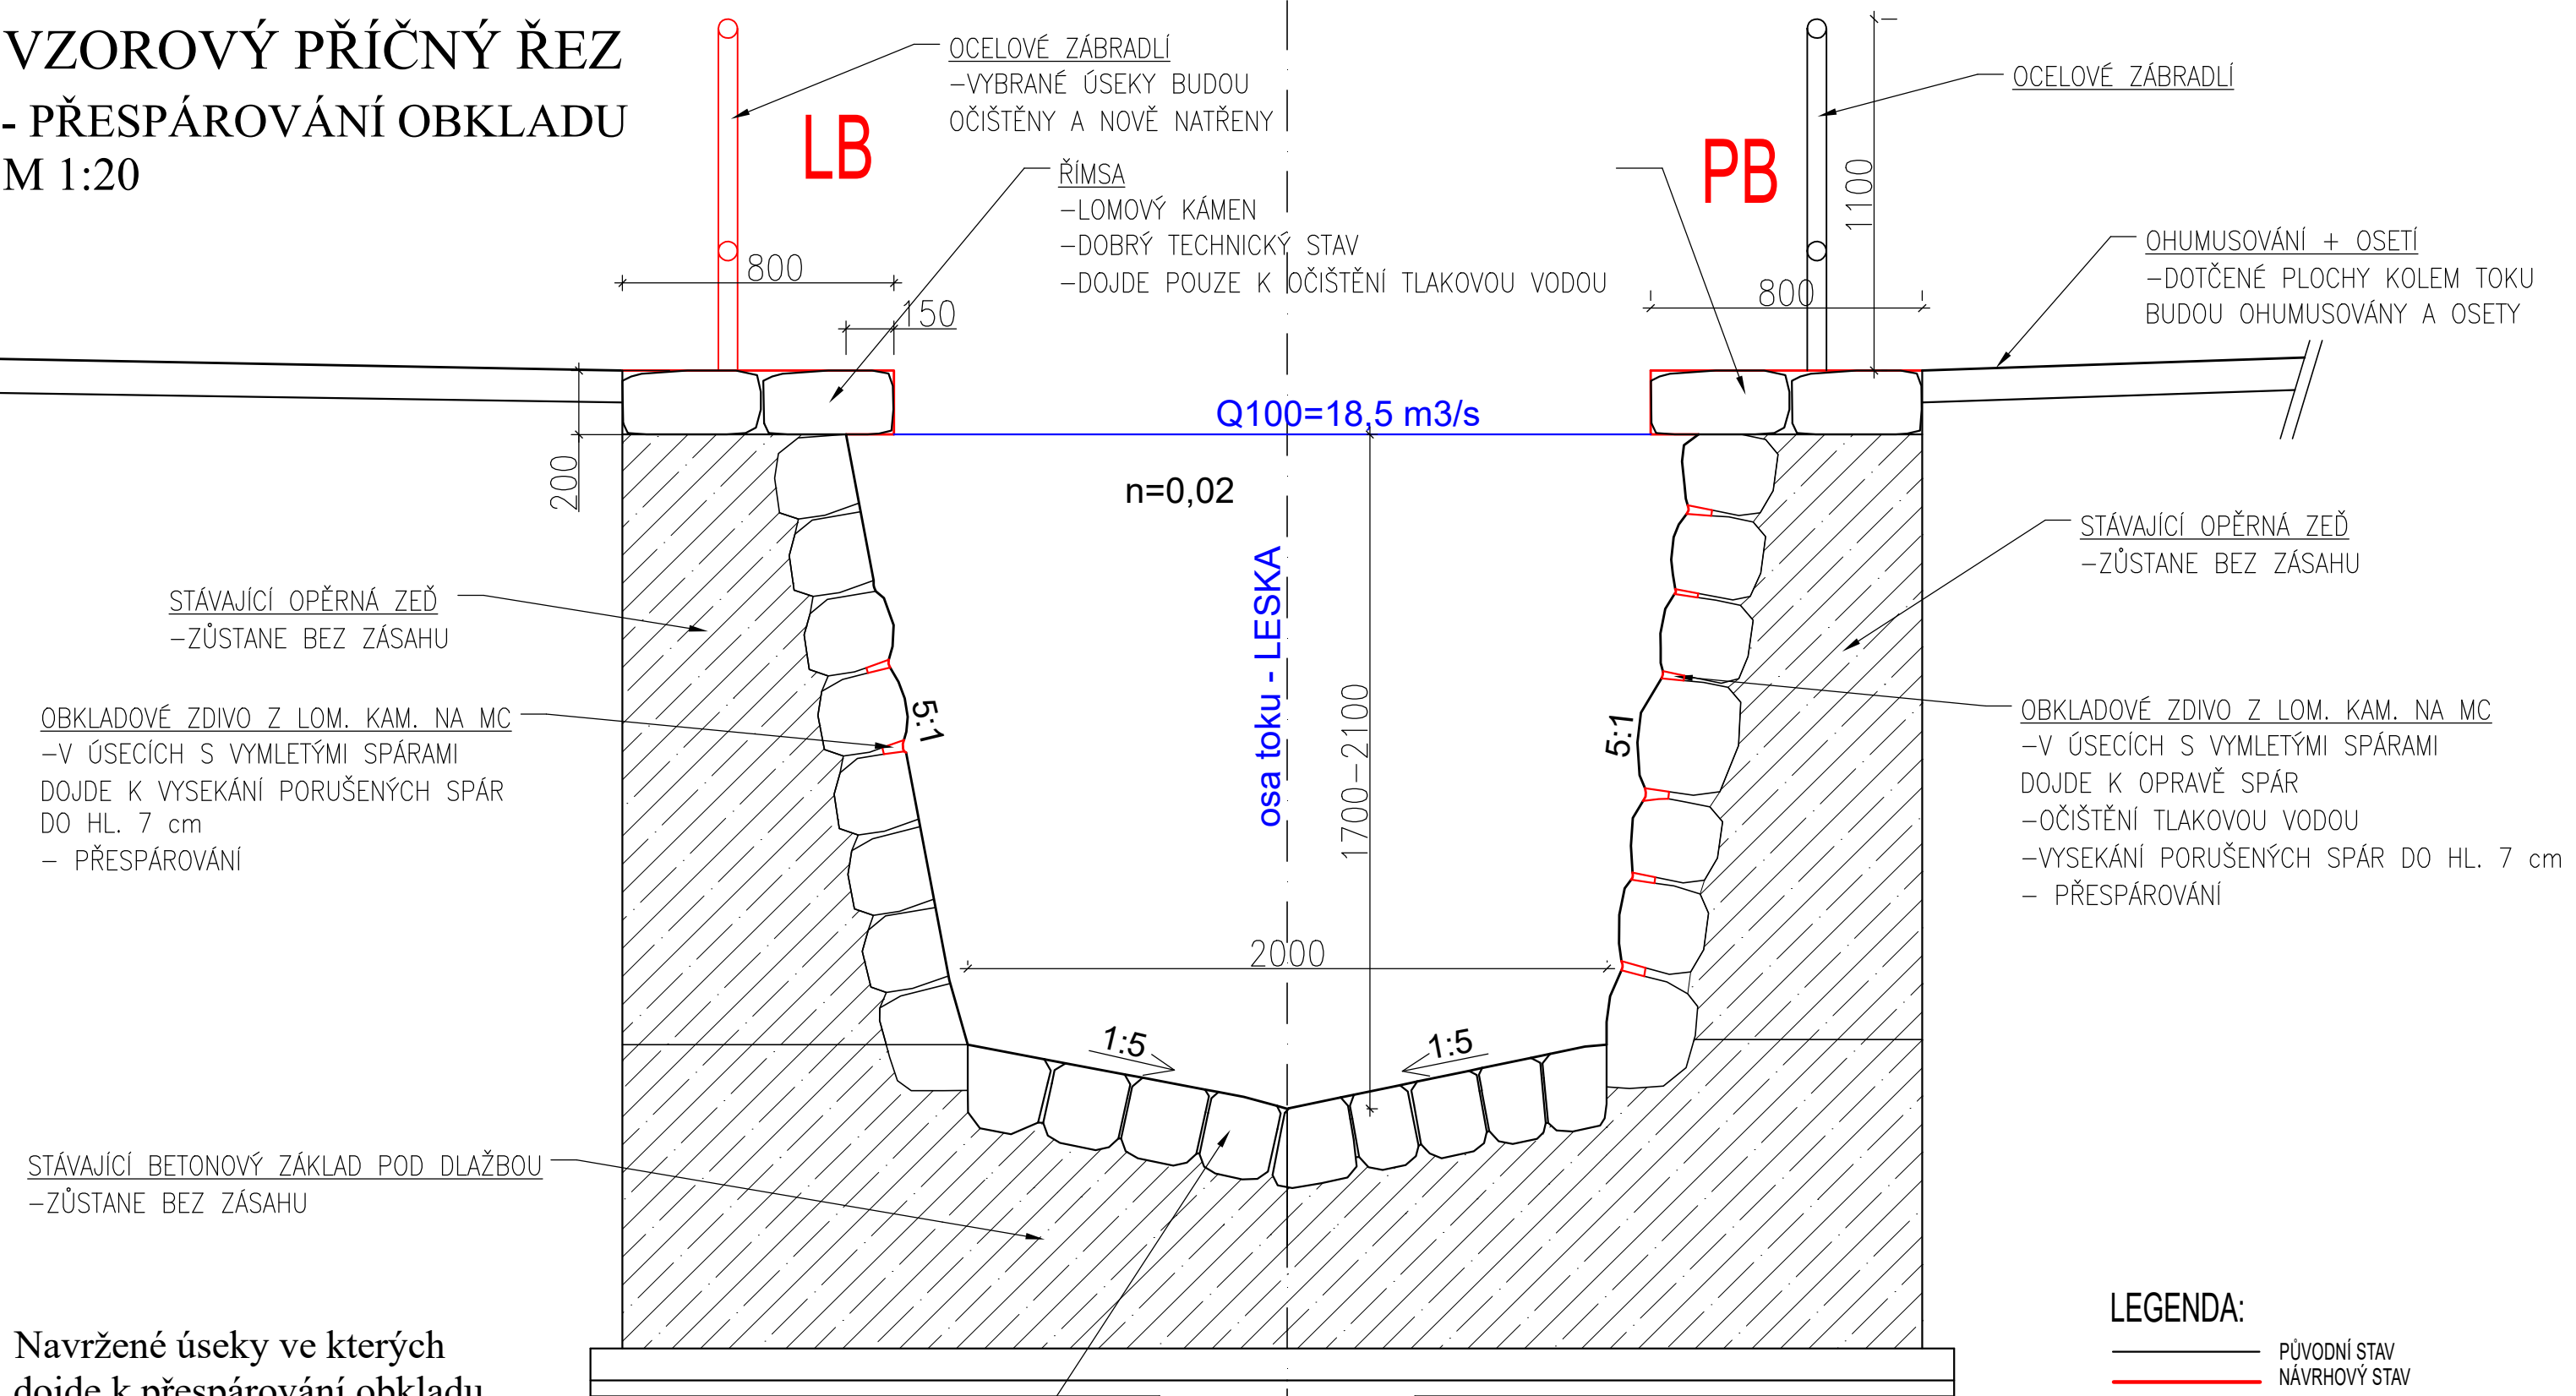 VZOROVÝ PŘÍČNÝ ŘEZ
- PŘESPÁROVÁNÍ OBKLADU
M 1:20
OCELOVÉ ZÁBRADLÍ
-VYBRANÉ ÚSEKY BUDOU
OČIŠTĚNY A NOVĚ NATŘENY
LB
ŘÍMSA
-LOMOVÝ KÁMEN
-DOBRÝ TECHNICKÝ STAV
-DOJDE POUZE K OČIŠTĚNÍ TLAKOVOU VODOU
PB
OCELOVÉ ZÁBRADLÍ
1100
OHUMUSOVÁNÍ + OSETÍ
-DOTČENÉ PLOCHY KOLEM TOKU
BUDOU OHUMUSOVÁNY A OSETY
800
150
800
200
Q100=18,5 m3/s
n=0,02
osa toku - LESKA
1700-2100
STÁVAJÍCÍ OPĚRNÁ ZEĎ
-ZŮSTANE BEZ ZÁSAHU
STÁVAJÍCÍ OPĚRNÁ ZEĎ
-ZŮSTANE BEZ ZÁSAHU
OBKLADOVÉ ZDIVO Z LOM. KAM. NA MC
-V ÚSECÍCH S VYMLETÝMI SPÁRAMI
DOJDE K VYSEKÁNÍ PORUŠENÝCH SPÁR
DO HL. 7 cm
- PŘESPÁROVÁNÍ
5:1
5:1
OBKLADOVÉ ZDIVO Z LOM. KAM. NA MC
-V ÚSECÍCH S VYMLETÝMI SPÁRAMI
DOJDE K OPRAVĚ SPÁR
-OČIŠTĚNÍ TLAKOVOU VODOU
-VYSEKÁNÍ PORUŠENÝCH SPÁR DO HL. 7 cm
- PŘESPÁROVÁNÍ
2000
1:5
1:5
STÁVAJÍCÍ BETONOVÝ ZÁKLAD POD DLAŽBOU
-ZŮSTANE BEZ ZÁSAHU
Navržené úseky ve kterých
dojde k přespárování obkladu
LEGENDA:
PŮVODNÍ STAV
NÁVRHOVÝ STAV